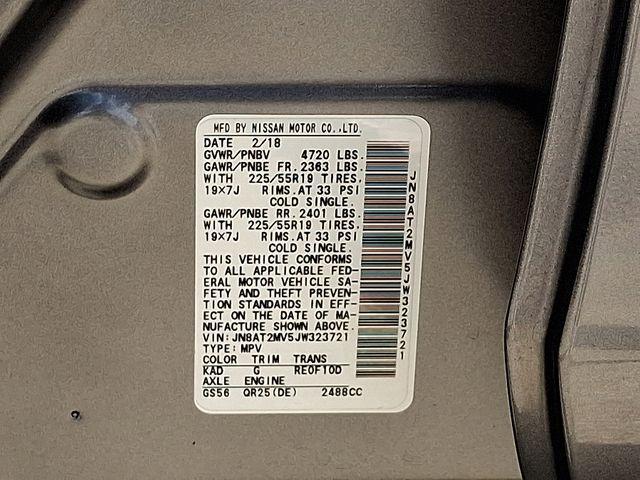 MFD BY NISSAN MOTOR CO.,LTD.
DATE 2/18
GVWR/PNBV 4720 LBS.
GAWR/PNBE FR. 2363 LBS.
WITH 225/55R19 TIRES.
19×7J RIMS.AT 33 PSI
COLD SINGLE.
GAWR/PNBE RR. 2401 LBS.
WITH 225/55R19 TIRES.
19×7J RIMS.AT 33 PSI
COLD SINGLE.
THIS VEHICLE CONFORMS
TO ALL APPLICABLE FED-
ERAL MOTOR VEHICLE SA-
FETY AND THEFT PREVEN-
TION STANDARDS IN EFF-
ECT ON THE DATE OF MA-
NUFACTURE SHOWN ABOVE.
VIN:JN8AT2MV5JW323721
TYPE:MPV
COLOR TRIM TRANS
KAD G RE0F10D
AXLE ENGINE
GS56 QR25(DE) 2488CC
JN8AT2MV5JW323721